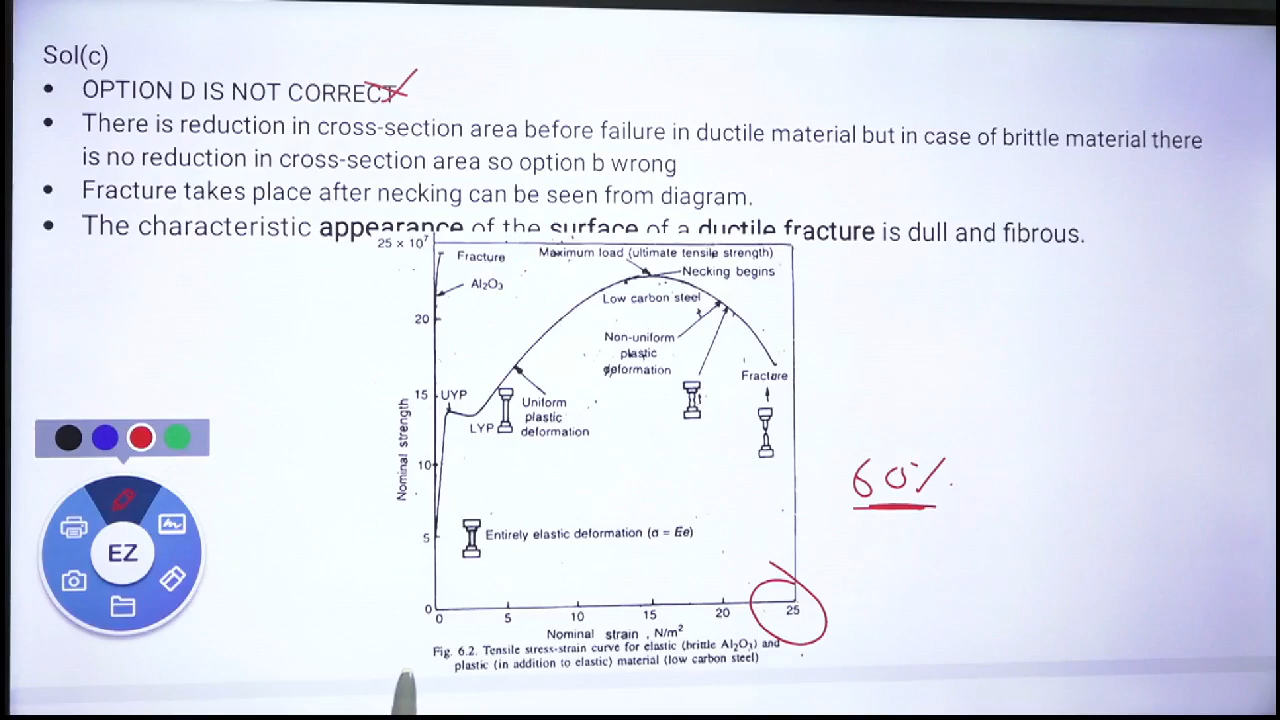 Sol(c)
• OPTION D IS NOT CORRECT
• There is reduction in cross-section area before failure in ductile material but in case of brittle material there
is no reduction in cross-section area so option b wrong
• Fracture takes place after necking can be seen from diagram.
• The characteristic appearance of the surface of a ductile fracture is dull and fibrous.
25 × 10⁷
Fracture
Maximum load (ultimate tensile strength)
Necking begins
Al₂O₃
Low carbon steel
20
Non-uniform
plastic
deformation
Fracture
15
UYP
Uniform
plastic
deformation
LYP
Nominal strength
10
60%
5
Entirely elastic deformation (σ = Ee)
EZ
0
0 5 10 15 20 25
Nominal strain , N/m²
Fig. 6.2. Tensile stress-strain curve for elastic (brittle Al₂O₃) and
plastic (in addition to elastic) material (low carbon steel)